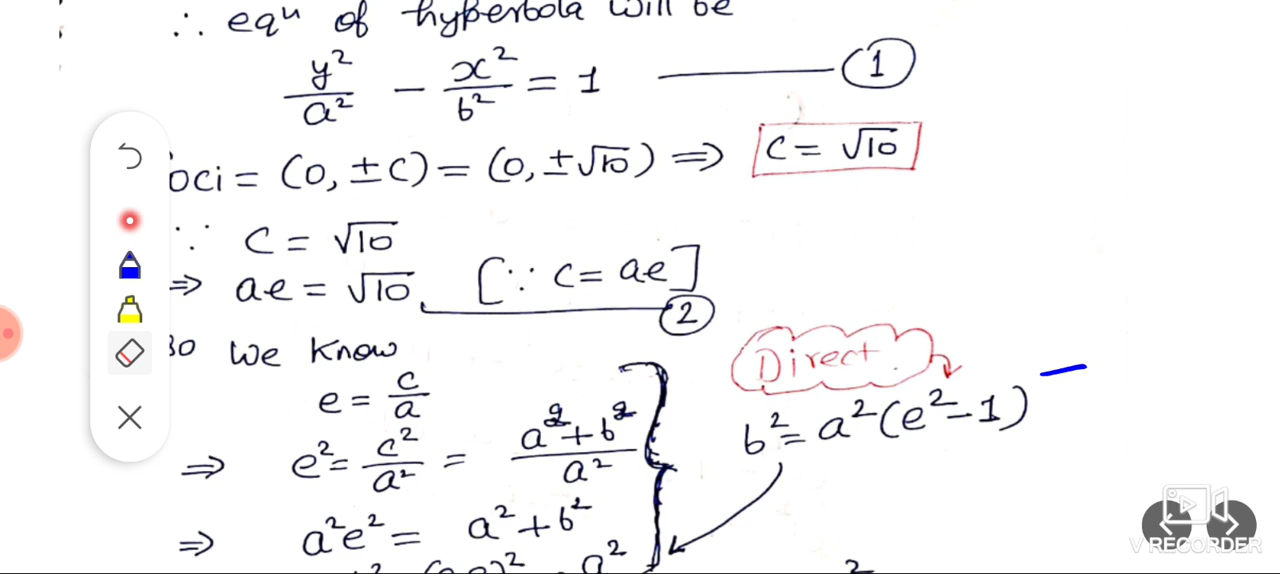 ∴ equⁿ of hyperbola will be
y²/a² - x²/b² = 1 ——— ①
oci = (0, ±c) = (0, ±√10) ⇒ c = √10
∵ c = √10
⇒ ae = √10 [∵ c = ae] ②
so we know
e = c/a
⇒ e² = c²/a² = (a² + b²)/a²
⇒ a²e² = a² + b²
Direct
b² = a²(e² - 1)
V RECORDER